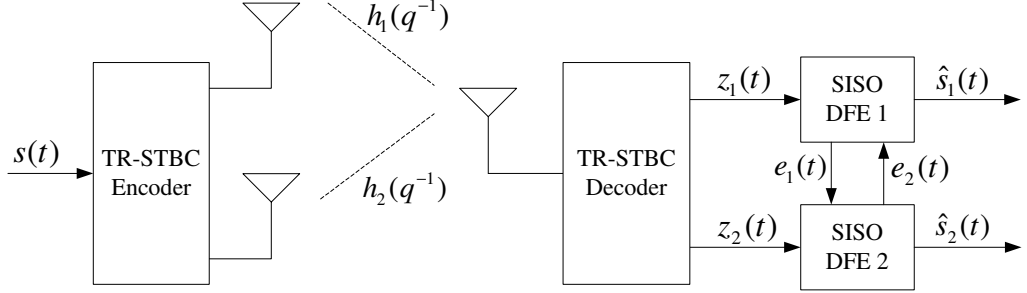 h₁(q⁻¹)
s(t)
TR-STBC
Encoder
h₂(q⁻¹)
TR-STBC
Decoder
z₁(t)
SISO
DFE 1
ŝ₁(t)
e₁(t)
e₂(t)
z₂(t)
SISO
DFE 2
ŝ₂(t)